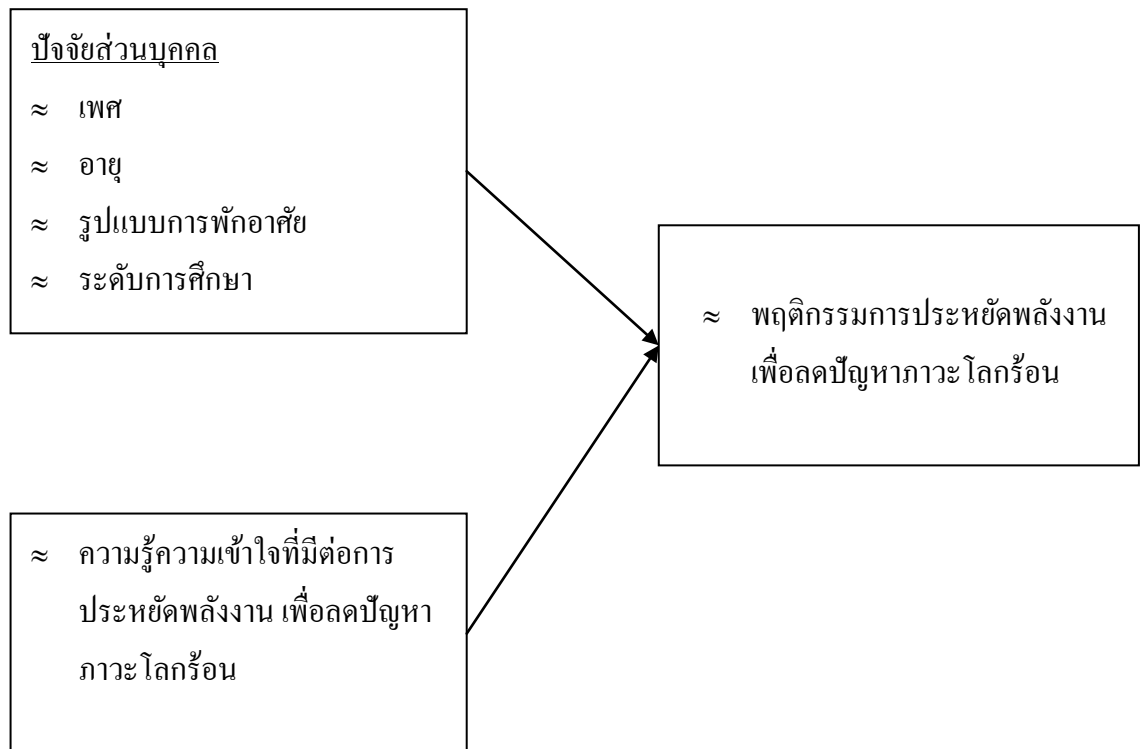 ปัจจัยส่วนบุคคล
≈ เพศ
≈ อายุ
≈ รูปแบบการพักอาศัย
≈ ระดับการศึกษา
≈ พฤติกรรมการประหยัดพลังงาน
เพื่อลดปัญหาภาวะโลกร้อน
≈ ความรู้ความเข้าใจที่มีต่อการ
ประหยัดพลังงาน เพื่อลดปัญหา
ภาวะโลกร้อน